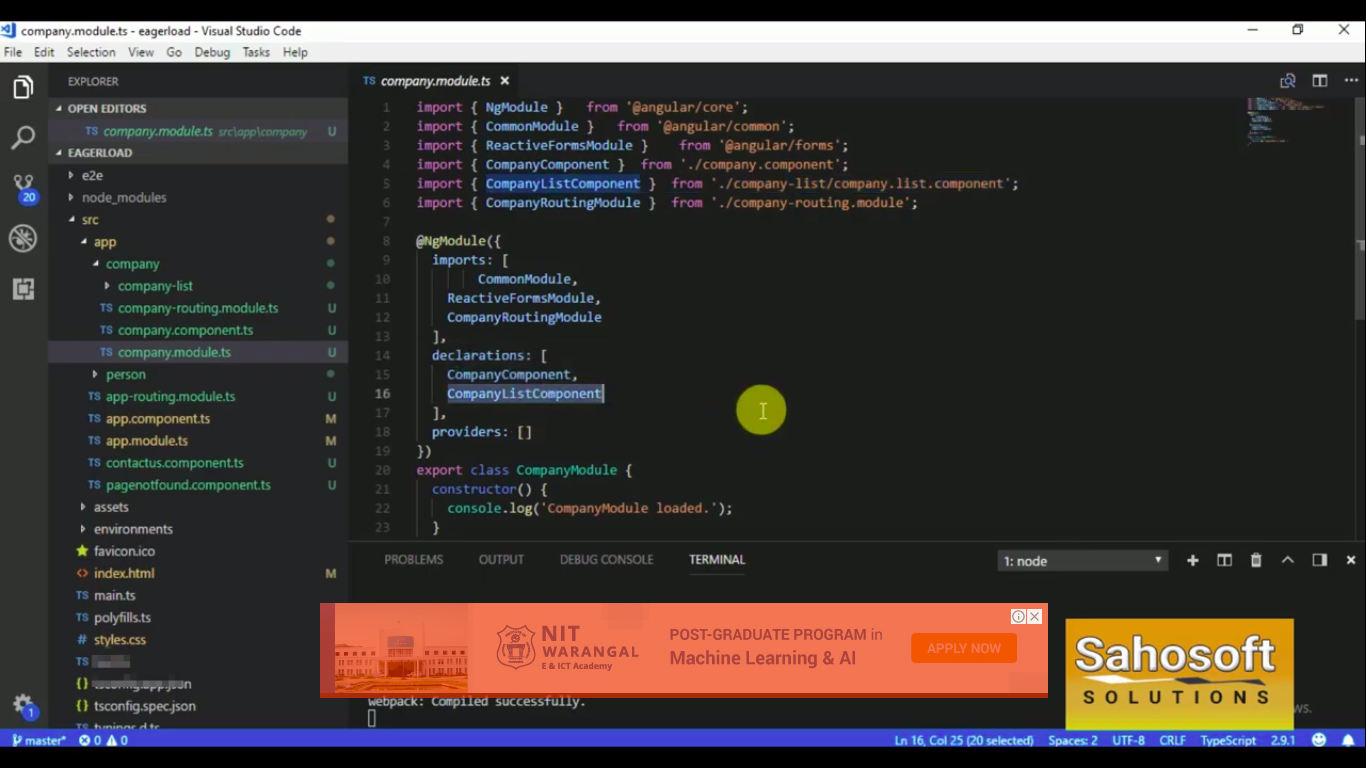 company.module.ts - eagerload - Visual Studio Code
File Edit Selection View Go Debug Tasks Help
EXPLORER
OPEN EDITORS
TS company.module.ts src\app\company U
EAGERLOAD
e2e
node_modules
src
app
company
company-list
TS company-routing.module.ts U
TS company.component.ts U
TS company.module.ts U
person
TS app-routing.module.ts U
TS app.component.ts M
TS app.module.ts M
TS contactus.component.ts U
TS pagenotfound.component.ts U
assets
environments
favicon.ico
<> index.html M
TS main.ts
TS polyfills.ts
# styles.css
TS
{} tsconfig.app.json
{} tsconfig.spec.json
TS typings.d.ts
20
1
TS company.module.ts
1 import { NgModule } from '@angular/core';
2 import { CommonModule } from '@angular/common';
3 import { ReactiveFormsModule } from '@angular/forms';
4 import { CompanyComponent } from './company.component';
5 import { CompanyListComponent } from './company-list/company.list.component';
6 import { CompanyRoutingModule } from './company-routing.module';
7
8 @NgModule({
9 imports: [
10 CommonModule,
11 ReactiveFormsModule,
12 CompanyRoutingModule
13 ],
14 declarations: [
15 CompanyComponent,
16 CompanyListComponent
17 ],
18 providers: []
19 })
20 export class CompanyModule {
21 constructor() {
22 console.log('CompanyModule loaded.');
23 }
PROBLEMS OUTPUT DEBUG CONSOLE TERMINAL
1: node
NIT
WARANGAL
E & ICT Academy
POST-GRADUATE PROGRAM in
Machine Learning & AI
APPLY NOW
webpack: Compiled successfully.
Sahosoft
SOLUTIONS
ws.
master* 0 0
Ln 16, Col 25 (20 selected) Spaces: 2 UTF-8 CRLF TypeScript 2.9.1